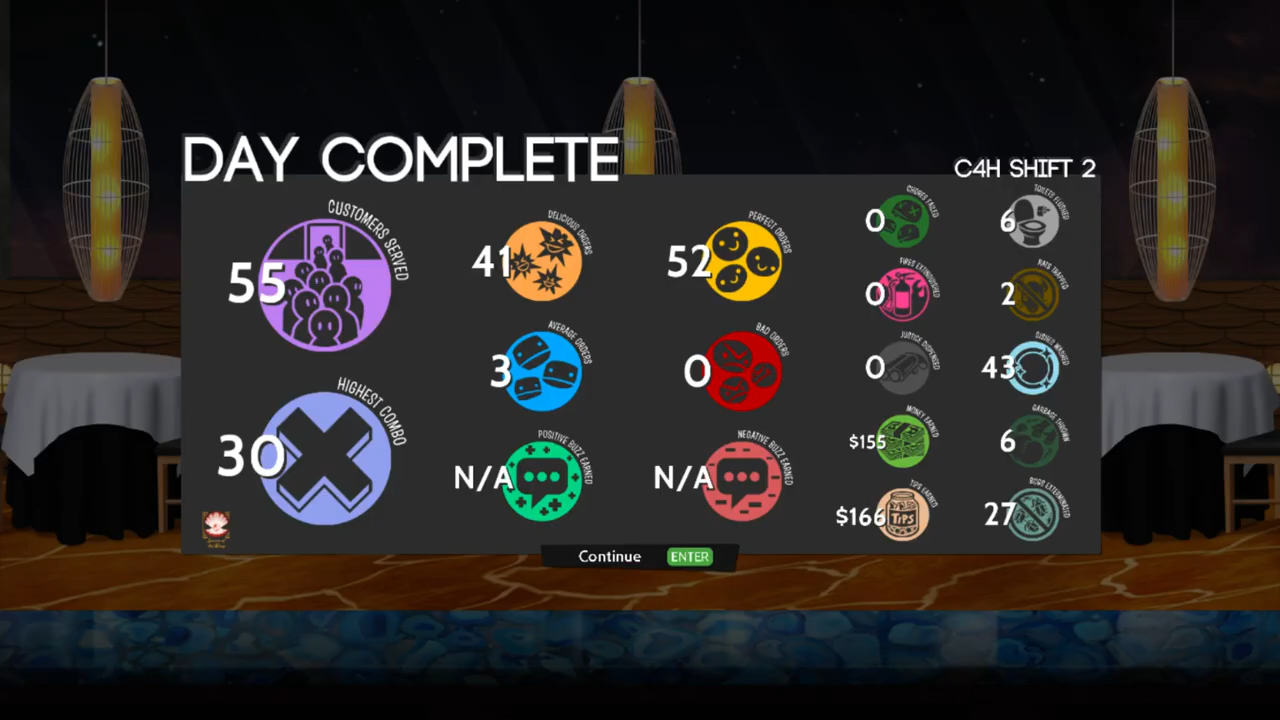 DAY COMPLETE
C4H SHIFT 2
CUSTOMERS SERVED
55
HIGHEST COMBO
30
DELICIOUS ORDERS
41
AVERAGE ORDERS
3
POSITIVE BUZZ EARNED
N/A
PERFECT ORDERS
52
BAD ORDERS
0
NEGATIVE BUZZ EARNED
N/A
CHORES FAILED
0
FIRES EXTINGUISHED
0
JUSTICE DISPENSED
0
MONEY EARNED
$155
TIPS EARNED
TIPS
$166
TOILETS FLUSHED
6
RATS TRAPPED
2
DISHES WASHED
43
GARBAGE THROWN
6
BUGS EXTERMINATED
27
Continue ENTER